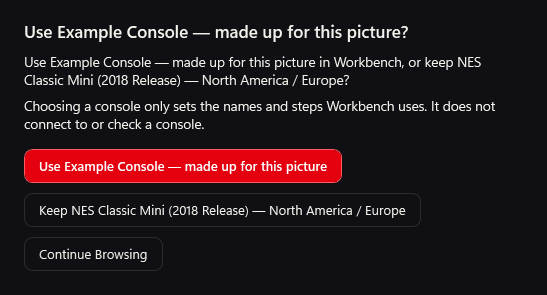 Use Example Console — made up for this picture?
Use Example Console — made up for this picture in Workbench, or keep NES
Classic Mini (2018 Release) — North America / Europe?
Choosing a console only sets the names and steps Workbench uses. It does not
connect to or check a console.
Use Example Console — made up for this picture
Keep NES Classic Mini (2018 Release) — North America / Europe
Continue Browsing